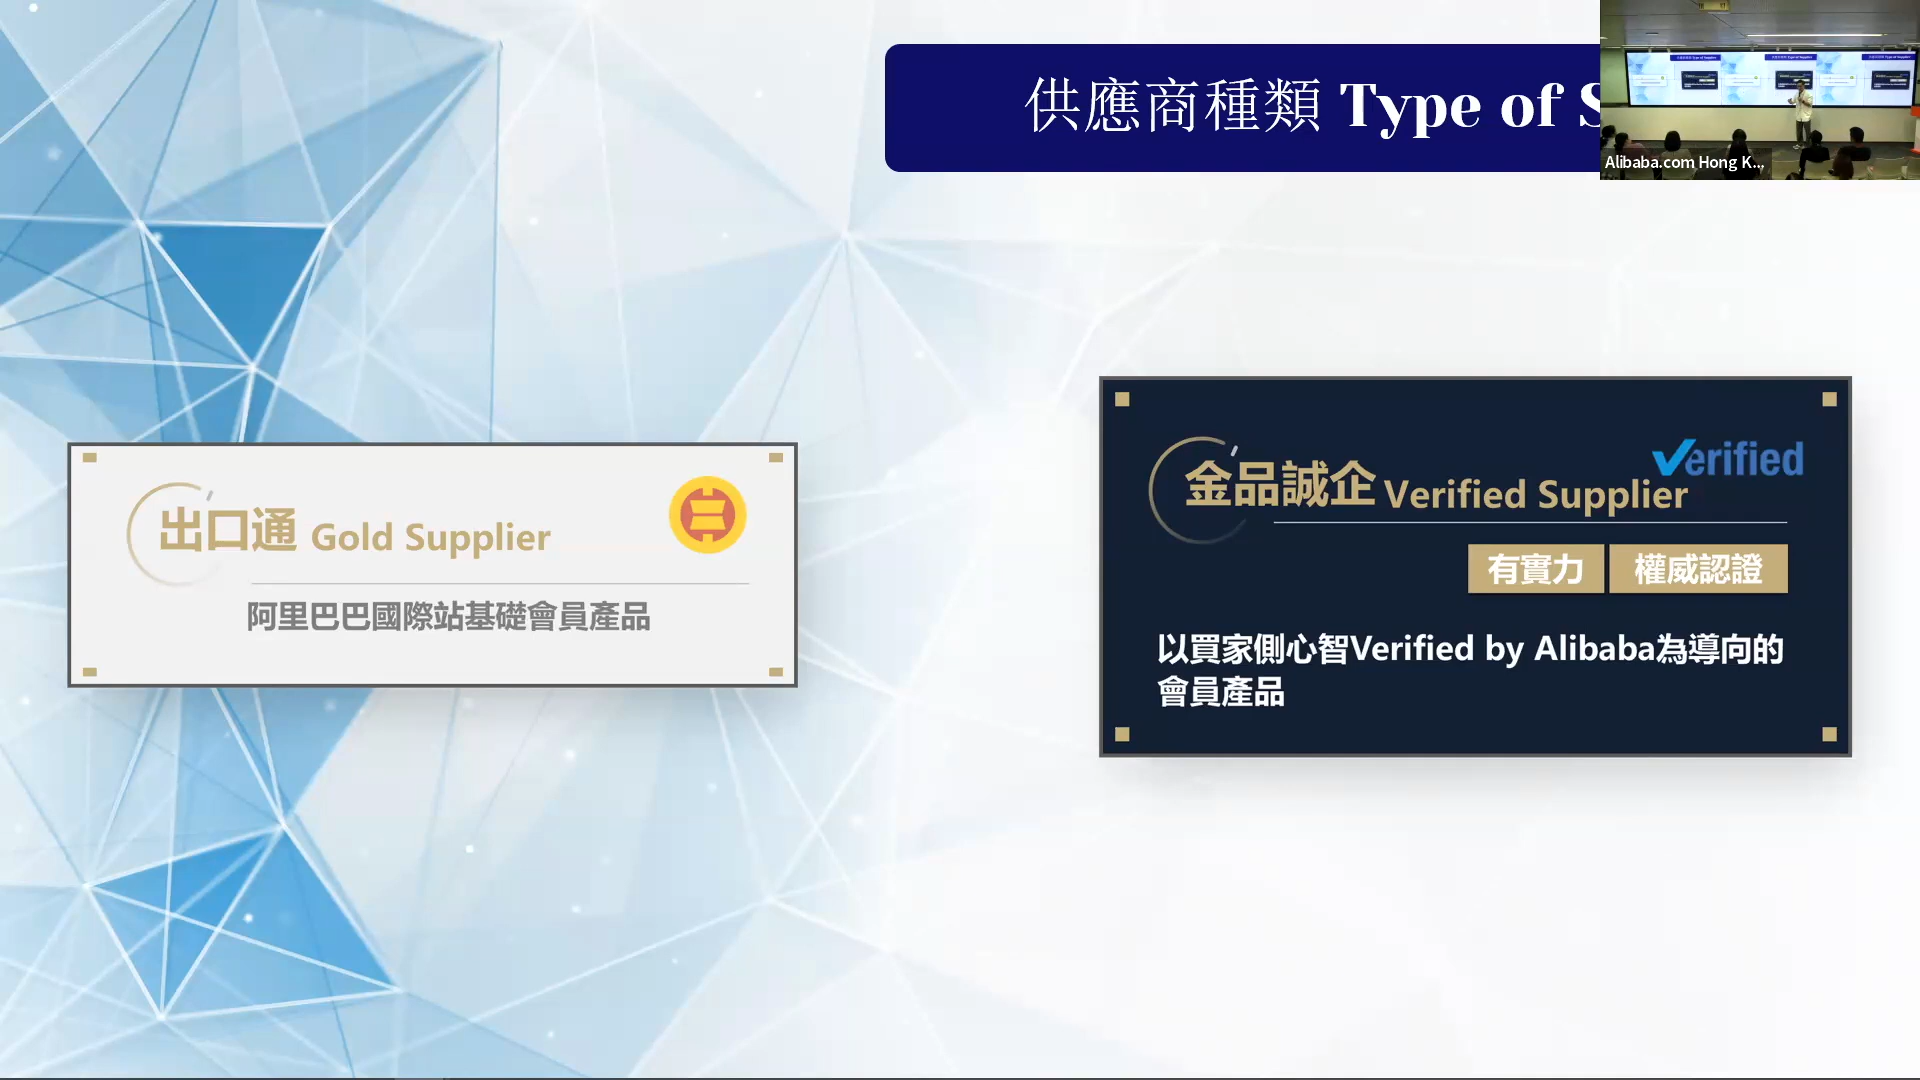 供應商種類 Type of S
Alibaba.com Hong K...
出口通 Gold Supplier
阿里巴巴國際站基礎會員產品
Verified
金品誠企 Verified Supplier
有實力 權威認證
以買家側心智Verified by Alibaba為導向的
會員產品